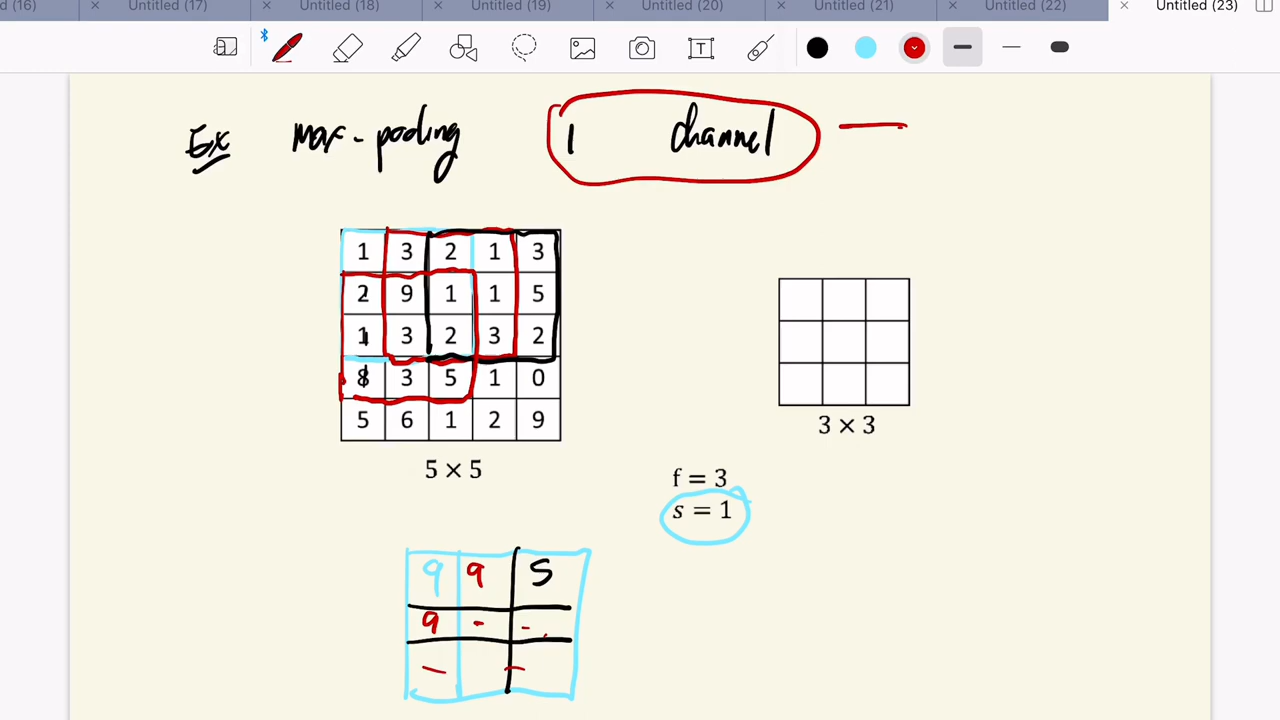 (16) Untitled (17) Untitled (18) Untitled (19) Untitled (20) Untitled (21) Untitled (22) Untitled (23)
Ex max-pooling 1 channel
1 3 2 1 3
2 9 1 1 5
1 3 2 3 2
8 3 5 1 0
5 6 1 2 9
5 × 5
3 × 3
f = 3
s = 1
9 9 5
9 - -
- -